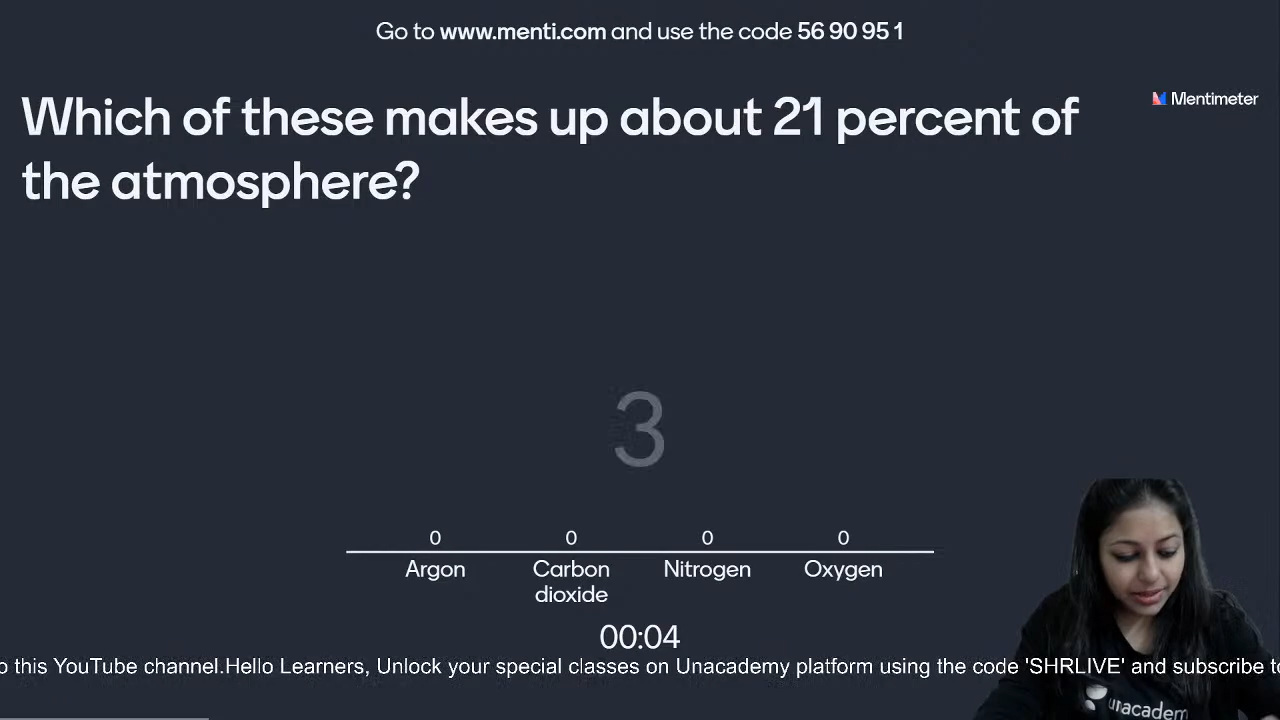 Go to www.menti.com and use the code 56 90 95 1
Mentimeter
Which of these makes up about 21 percent of
the atmosphere?
3
0 0 0 0
Argon Carbon Nitrogen Oxygen
dioxide
00:04
o this YouTube channel.Hello Learners, Unlock your special classes on Unacademy platform using the code 'SHRLIVE' and subscribe to
unacadem